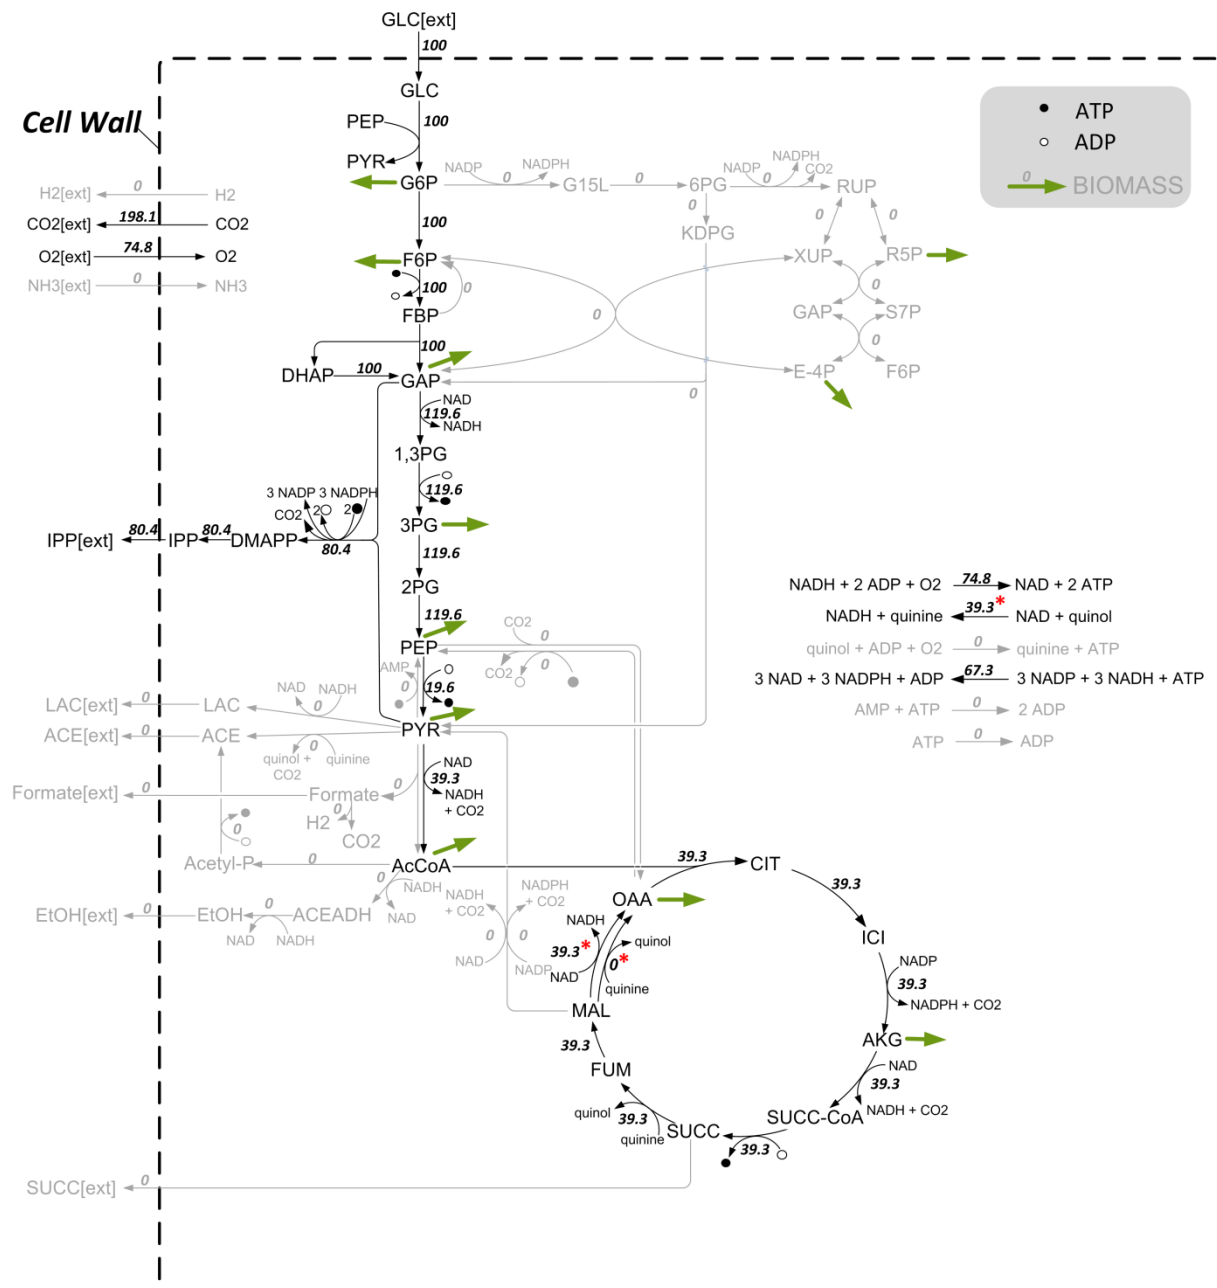 GLC[ext]
100
GLC
Cell Wall
PEP
100
PYR
ATP
ADP
0
BIOMASS
G6P
NADP
NADPH
0
G15L
0
6PG
NADP
NADPH
CO2
0
RUP
H2[ext]
0
H2
CO2[ext]
198.1
CO2
O2[ext]
74.8
O2
NH3[ext]
0
NH3
100
0
KDPG
0
0
F6P
XUP
R5P
100
0
FBP
0
GAP
0
S7P
100
0
DHAP
100
GAP
E-4P
F6P
0
NAD
119.6
NADH
1,3PG
119.6
3 NADP 3 NADPH
CO2
2
2
3PG
IPP[ext]
80.4
IPP
80.4
DMAPP
80.4
119.6
2PG
119.6
NADH + 2 ADP + O2
74.8
NAD + 2 ATP
NADH + quinine
39.3
*
NAD + quinol
quinol + ADP + O2
0
quinine + ATP
3 NAD + 3 NADPH + ADP
67.3
3 NADP + 3 NADH + ATP
AMP + ATP
0
2 ADP
ATP
0
ADP
PEP
CO2
0
AMP
CO2
0
0
19.6
LAC[ext]
0
LAC
NAD
NADH
0
PYR
ACE[ext]
0
ACE
quinol +
CO2
0
quinine
NAD
39.3
NADH
+ CO2
Formate[ext]
0
Formate
0
0
H2
CO2
0
Acetyl-P
0
AcCoA
39.3
CIT
NADH
NAD
EtOH[ext]
0
EtOH
0
ACEADH
NAD
NADH
NADH
+ CO2
NADPH
+ CO2
0
0
NAD
NADP
OAA
39.3
ICI
NADH
quinol
39.3
*
0
*
NAD
quinine
NADP
39.3
NADPH + CO2
MAL
AKG
39.3
FUM
NAD
39.3
NADH + CO2
SUCC-CoA
quinol
39.3
quinine
SUCC
39.3
SUCC[ext]
0